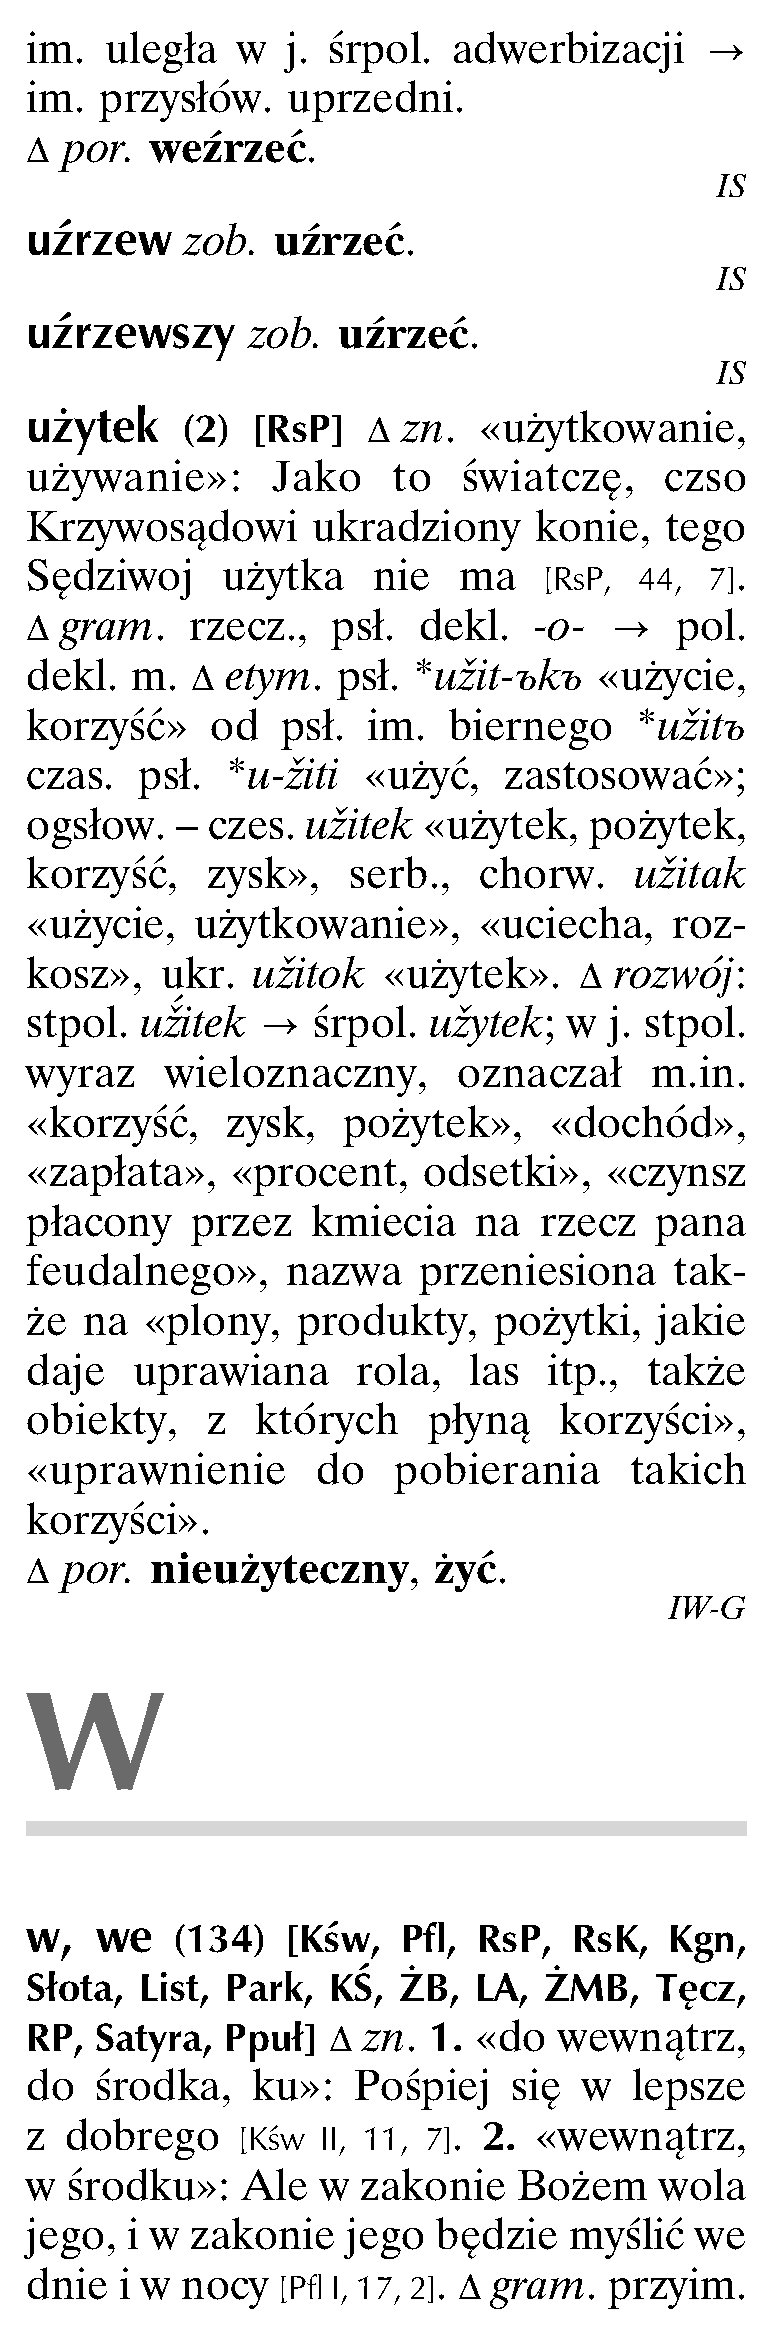 im. uległa w j. śrpol. adwerbizacji →
im. przysłów. uprzedni.
Δ por. weźrzeć.
IS
uźrzew zob. uźrzeć.
IS
uźrzewszy zob. uźrzeć.
IS
użytek (2) [RsP] Δ zn. «użytkowanie,
używanie»: Jako to światczę, czso
Krzywosądowi ukradziony konie, tego
Sędziwoj użytka nie ma [RsP, 44, 7].
Δ gram. rzecz., psł. dekl. -o- → pol.
dekl. m. Δ etym. psł. *užit-ъkъ «użycie,
korzyść» od psł. im. biernego *užitъ
czas. psł. *u-žiti «użyć, zastosować»;
ogsłow. – czes. užitek «użytek, pożytek,
korzyść, zysk», serb., chorw. užitak
«użycie, użytkowanie», «uciecha, roz-
kosz», ukr. užitok «użytek». Δ rozwój:
stpol. užitek → śrpol. užytek; w j. stpol.
wyraz wieloznaczny, oznaczał m.in.
«korzyść, zysk, pożytek», «dochód»,
«zapłata», «procent, odsetki», «czynsz
płacony przez kmiecia na rzecz pana
feudalnego», nazwa przeniesiona tak-
że na «plony, produkty, pożytki, jakie
daje uprawiana rola, las itp., także
obiekty, z których płyną korzyści»,
«uprawnienie do pobierania takich
korzyści».
Δ por. nieużyteczny, żyć.
IW-G
W
w, we (134) [Kśw, Pfl, RsP, RsK, Kgn,
Słota, List, Park, KŚ, ŻB, LA, ŻMB, Tęcz,
RP, Satyra, Ppuł] Δ zn. 1. «do wewnątrz,
do środka, ku»: Pośpiej się w lepsze
z dobrego [Kśw II, 11, 7]. 2. «wewnątrz,
w środku»: Ale w zakonie Bożem wola
jego, i w zakonie jego będzie myślić we
dnie i w nocy [Pfl I, 17, 2]. Δ gram. przyim.